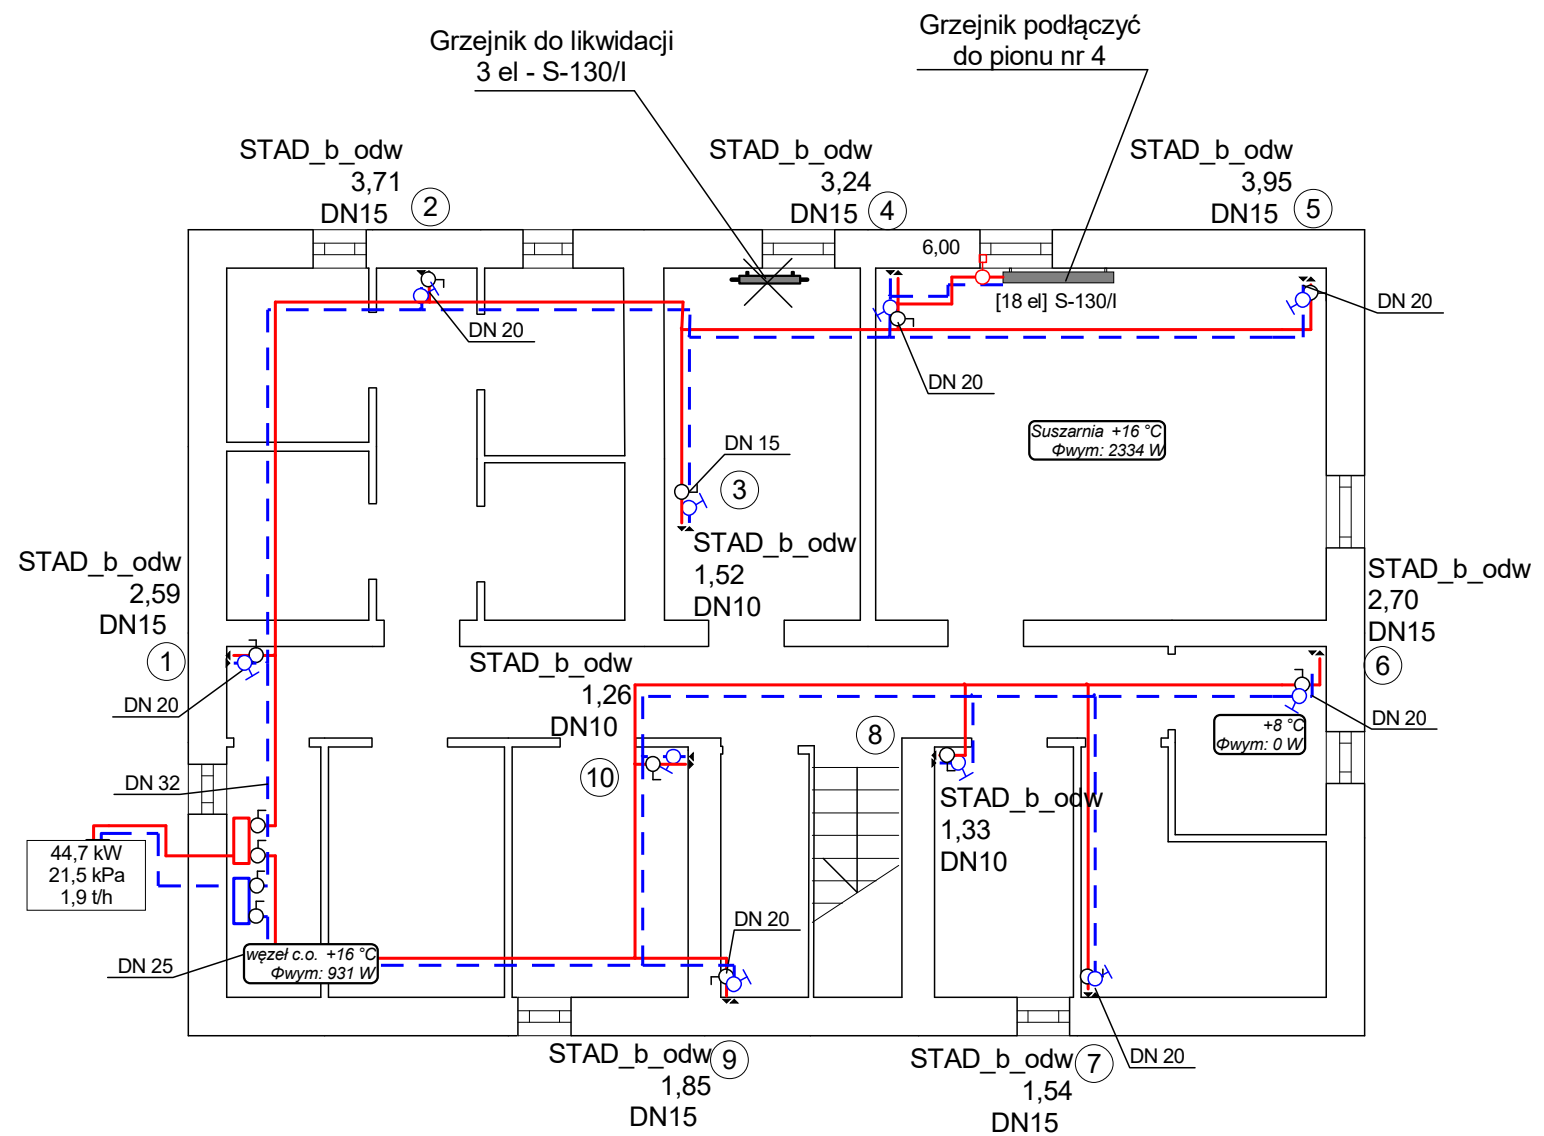 Grzejnik do likwidacji
3 el - S-130/I
Grzejnik podłączyć
do pionu nr 4
STAD_b_odw
3,71
DN15
2
STAD_b_odw
3,24
DN15
4
STAD_b_odw
3,95
DN15
5
6,00
[18 el] S-130/I
DN 20
DN 20
DN 20
Suszarnia +16 °C
Φwym: 2334 W
DN 15
3
STAD_b_odw
1,52
DN10
STAD_b_odw
2,59
DN15
1
DN 20
STAD_b_odw
2,70
DN15
6
DN 20
STAD_b_odw
1,26
DN10
10
8
+8 °C
Φwym: 0 W
DN 32
STAD_b_odw
1,33
DN10
44,7 kW
21,5 kPa
1,9 t/h
DN 20
węzeł c.o. +16 °C
Φwym: 931 W
DN 25
STAD_b_odw
1,85
DN15
9
STAD_b_odw
1,54
DN15
7
DN 20